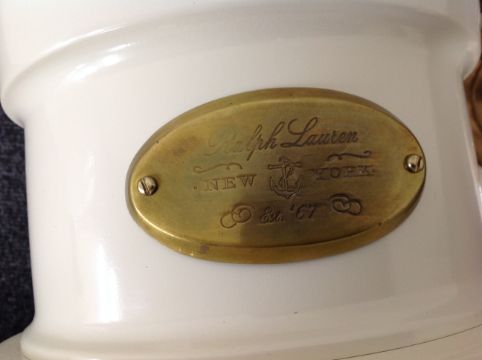 Ralph Lauren
NEW YORK
Est. '67